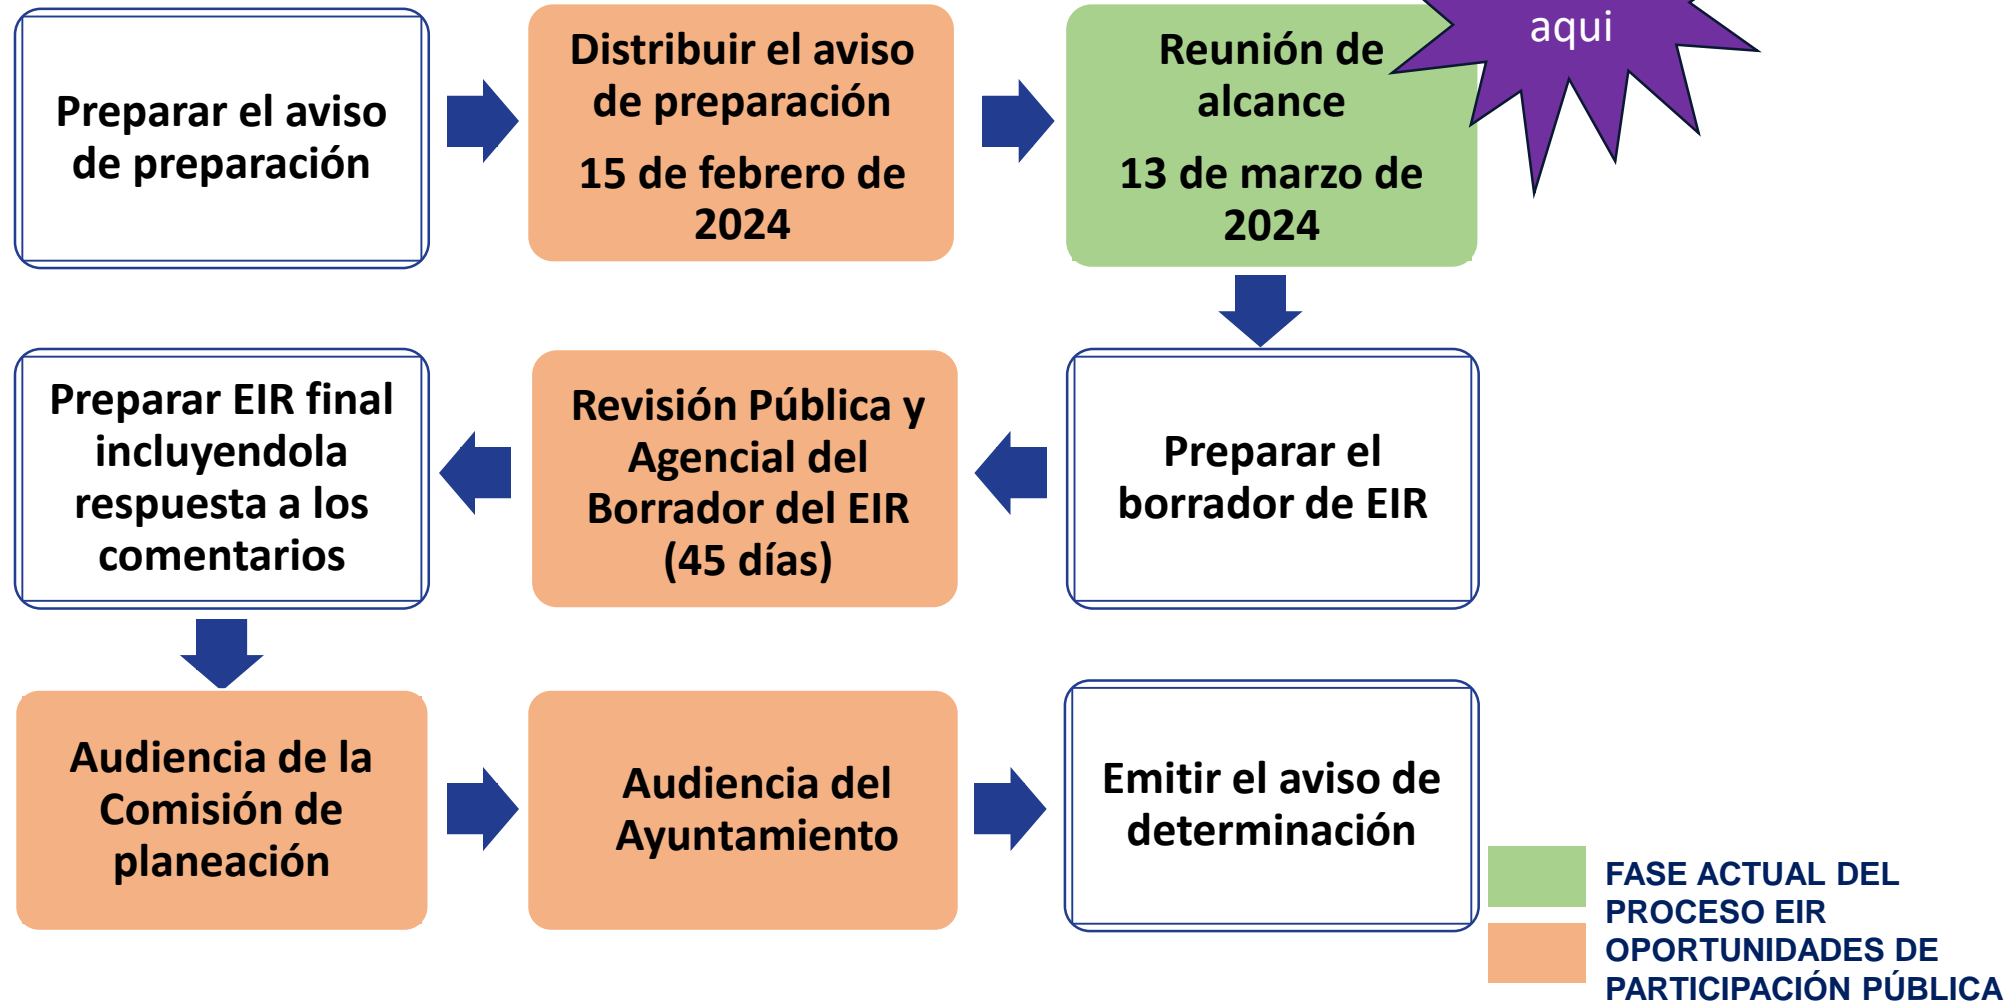 Preparar el aviso
de preparación
Distribuir el aviso
de preparación
15 de febrero de
2024
Reunión de
alcance
13 de marzo de
2024
aqui
Preparar EIR final
incluyendola
respuesta a los
comentarios
Revisión Pública y
Agencial del
Borrador del EIR
(45 días)
Preparar el
borrador de EIR
Audiencia de la
Comisión de
planeación
Audiencia del
Ayuntamiento
Emitir el aviso de
determinación
FASE ACTUAL DEL
PROCESO EIR
OPORTUNIDADES DE
PARTICIPACIÓN PÚBLICA